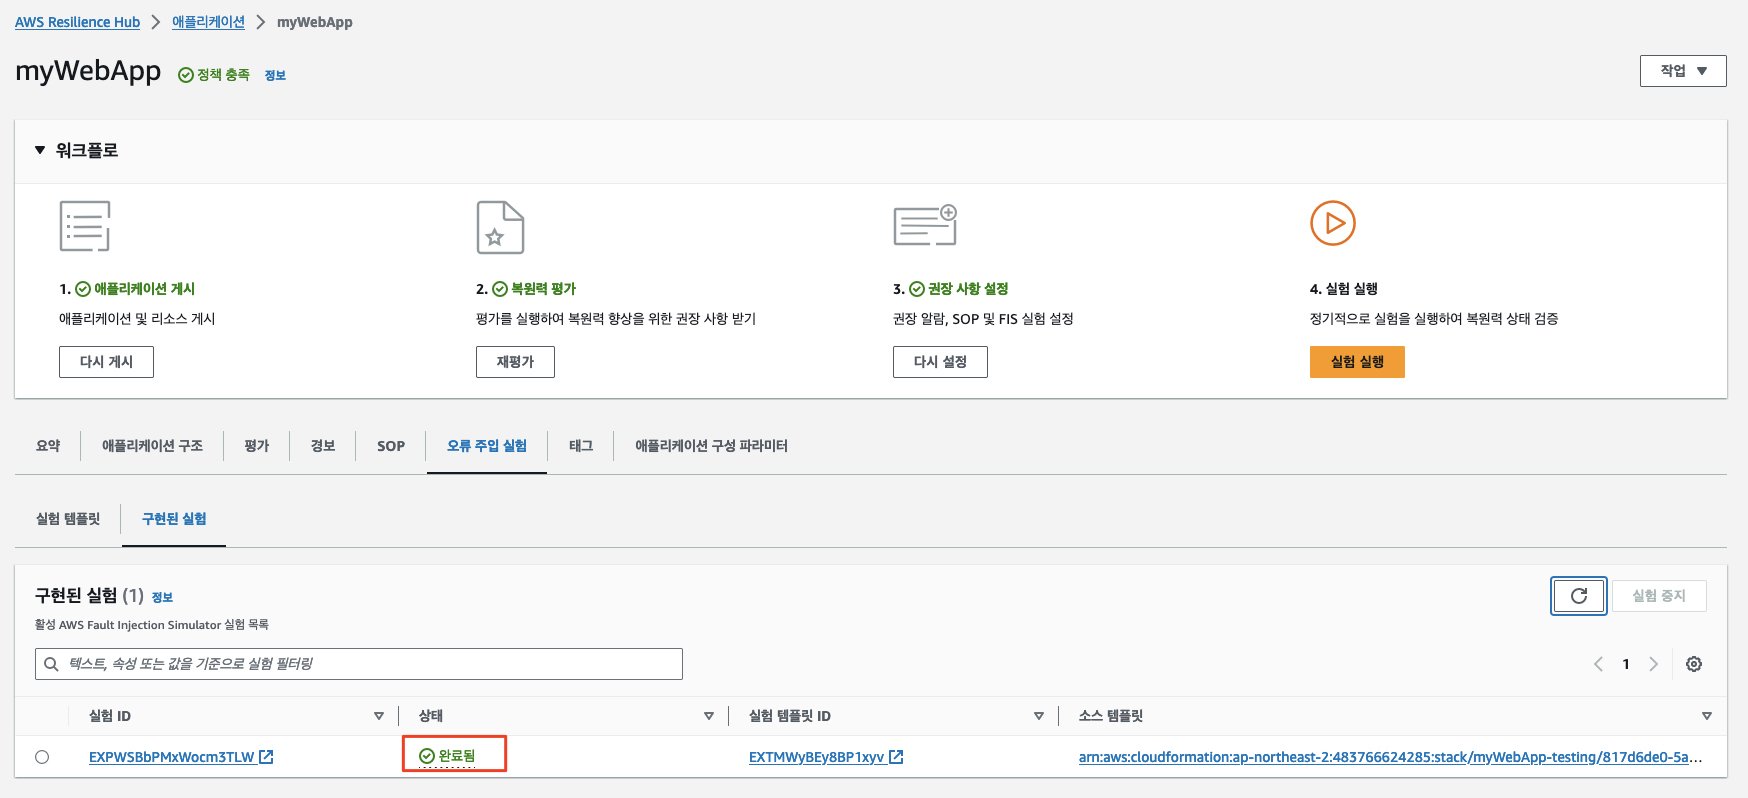 AWS Resilience Hub > 애플리케이션 > myWebApp
myWebApp 정책 충족 정보
작업
워크플로
1. 애플리케이션 게시
애플리케이션 및 리소스 게시
다시 게시
2. 복원력 평가
평가를 실행하여 복원력 향상을 위한 권장 사항 받기
재평가
3. 권장 사항 설정
권장 알람, SOP 및 FIS 실험 설정
다시 설정
4. 실험 실행
정기적으로 실험을 실행하여 복원력 상태 검증
실험 실행
요약 애플리케이션 구조 평가 경보 SOP 오류 주입 실험 태그 애플리케이션 구성 파라미터
실험 템플릿 구현된 실험
구현된 실험 (1) 정보
실험 중지
활성 AWS Fault Injection Simulator 실험 목록
텍스트, 속성 또는 값을 기준으로 실험 필터링
1
실험 ID 상태 실험 템플릿 ID 소스 템플릿
EXPWSBbPMxWocm3TLW 완료됨 EXTMWyBEy8BP1xyv arn:aws:cloudformation:ap-northeast-2:483766624285:stack/myWebApp-testing/817d6de0-5a...